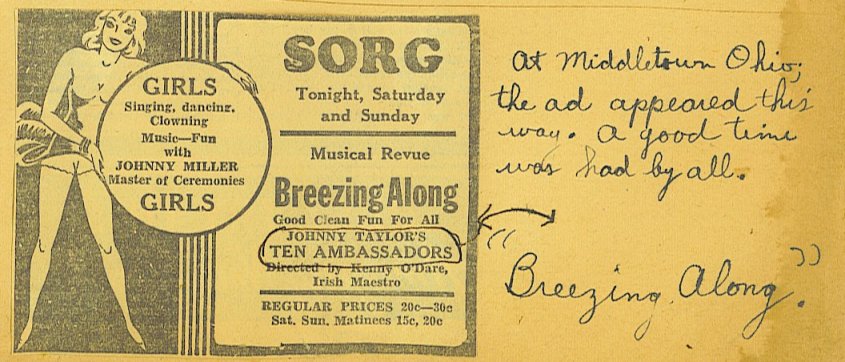 GIRLS
Singing, dancing.
Clowning
Music—Fun
with
JOHNNY MILLER
Master of Ceremonies
GIRLS
SORG
Tonight, Saturday
and Sunday
Musical Revue
Breezing Along
Good Clean Fun For All
JOHNNY TAYLOR'S
TEN AMBASSADORS
Directed by Kenny O'Dare,
Irish Maestro
REGULAR PRICES 20c—30c
Sat. Sun. Matinees 15c, 20c
At Middletown Ohio;
the ad appeared this
way. A good time
was had by all.
"Breezing Along."